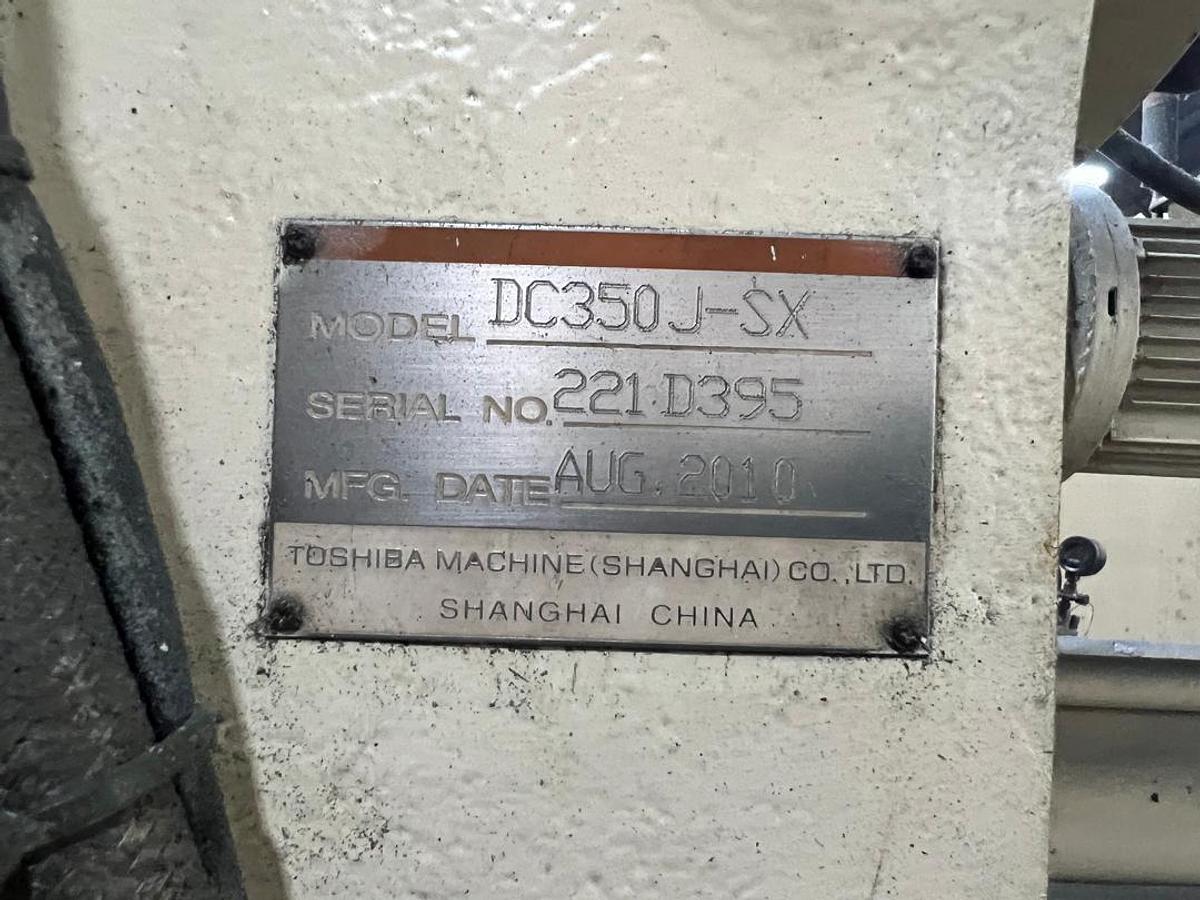 MODEL DC350J-SX
SERIAL NO. 221D395
MFG. DATE AUG. 2010
TOSHIBA MACHINE (SHANGHAI) CO., LTD.
SHANGHAI CHINA